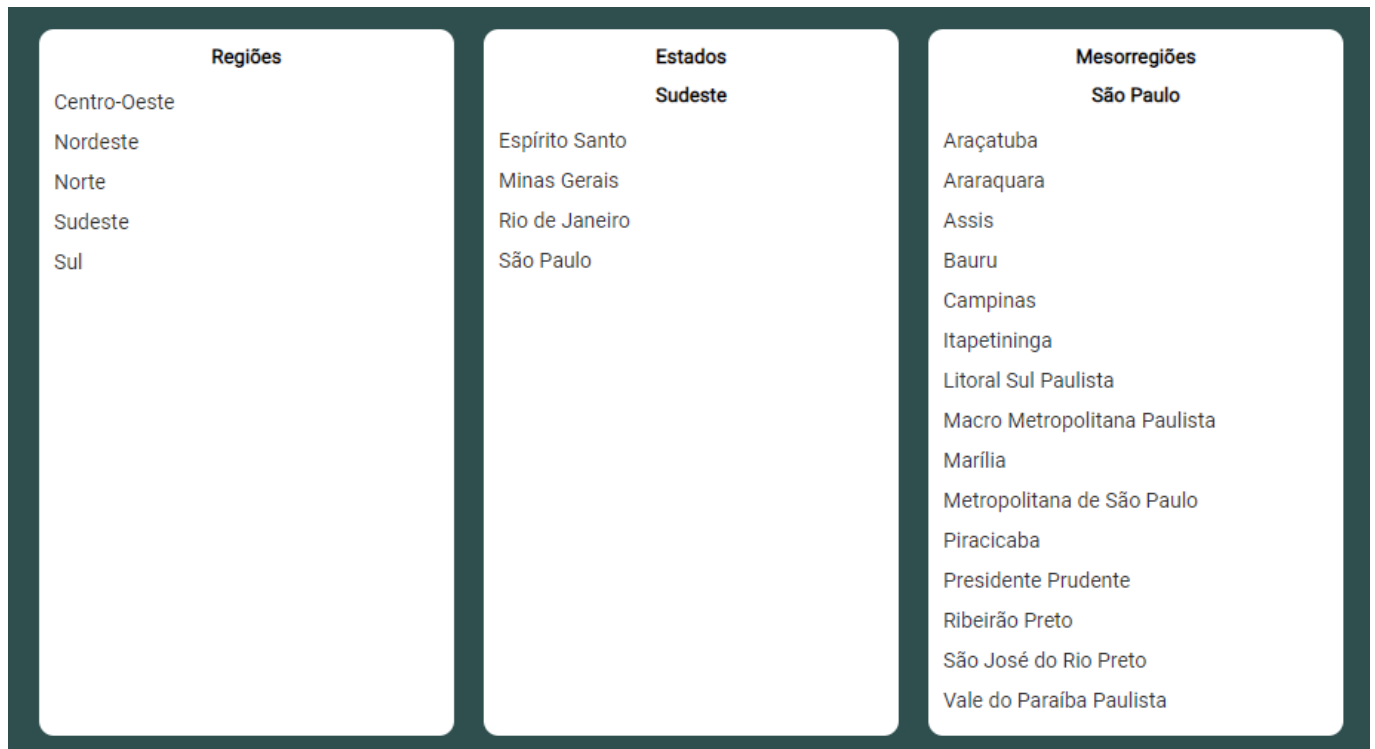 Regiões
Centro-Oeste
Nordeste
Norte
Sudeste
Sul
Estados
Sudeste
Espírito Santo
Minas Gerais
Rio de Janeiro
São Paulo
Mesorregiões
São Paulo
Araçatuba
Araraquara
Assis
Bauru
Campinas
Itapetininga
Litoral Sul Paulista
Macro Metropolitana Paulista
Marília
Metropolitana de São Paulo
Piracicaba
Presidente Prudente
Ribeirão Preto
São José do Rio Preto
Vale do Paraíba Paulista